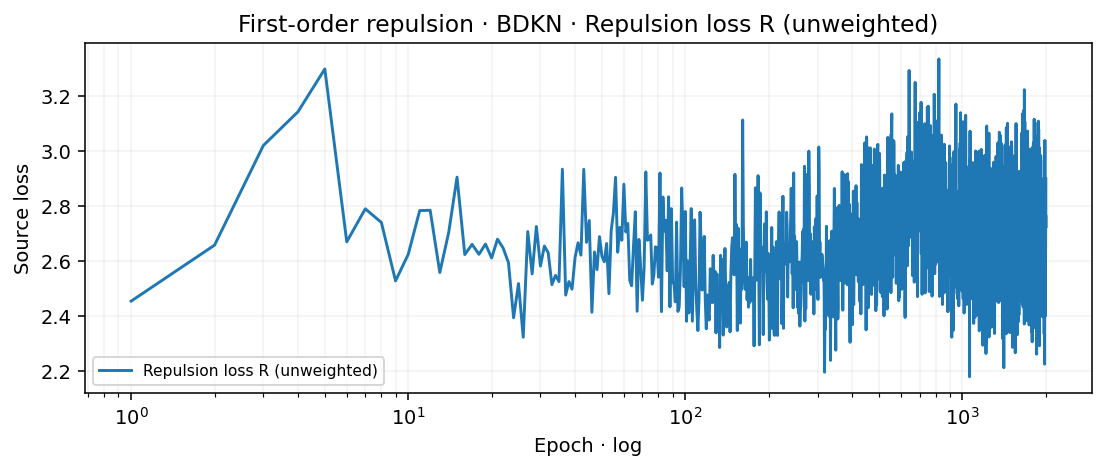 First-order repulsion · BDKN · Repulsion loss R (unweighted)
Source loss
3.2
3.0
2.8
2.6
2.4
2.2
Repulsion loss R (unweighted)
10⁰ 10¹ 10² 10³
Epoch · log